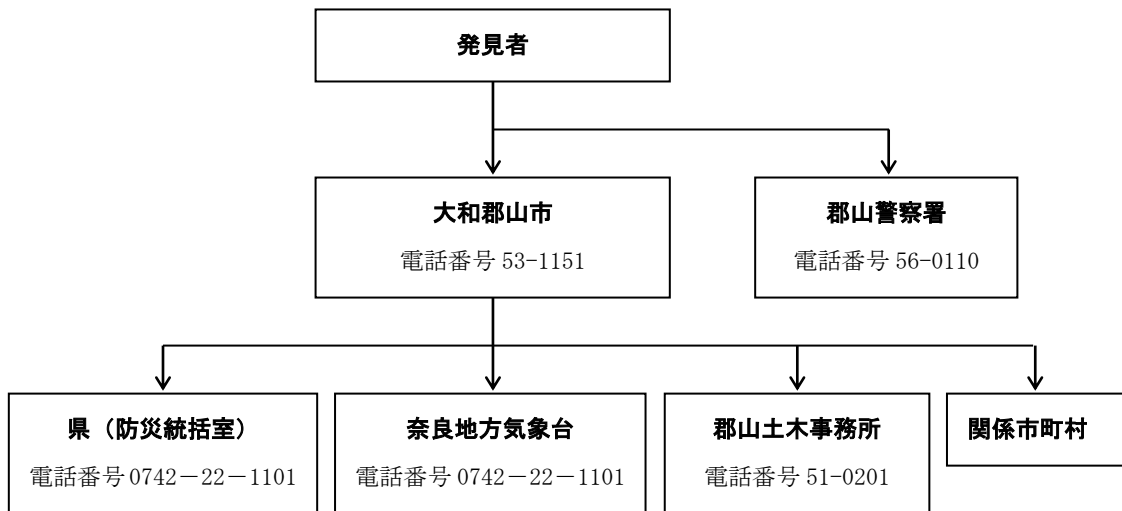 発見者
大和郡山市
電話番号 53-1151
郡山警察署
電話番号 56-0110
県（防災統括室）
電話番号 0742－22－1101
奈良地方気象台
電話番号 0742－22－1101
郡山土木事務所
電話番号 51-0201
関係市町村